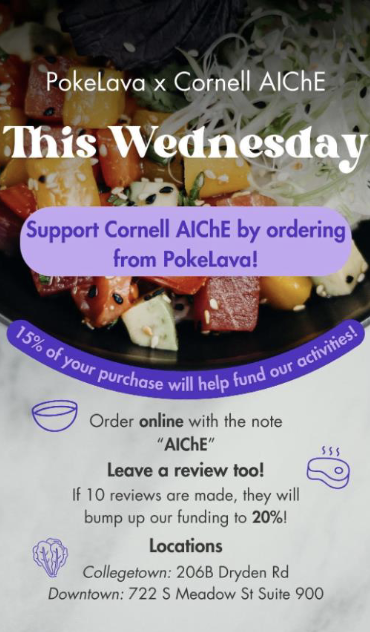 PokeLava x Cornell AIChE
This Wednesday
Support Cornell AIChE by ordering
from PokeLava!
15% of your purchase will help fund our activities!
Order online with the note
“AIChE”
Leave a review too!
If 10 reviews are made, they will
bump up our funding to 20%!
Locations
Collegetown: 206B Dryden Rd
Downtown: 722 S Meadow St Suite 900